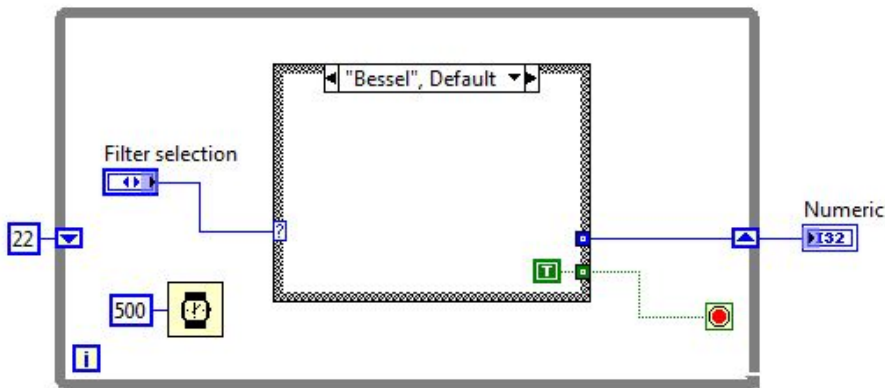 "Bessel", Default
Filter selection
?
Numeric
22
I32
T
500
i